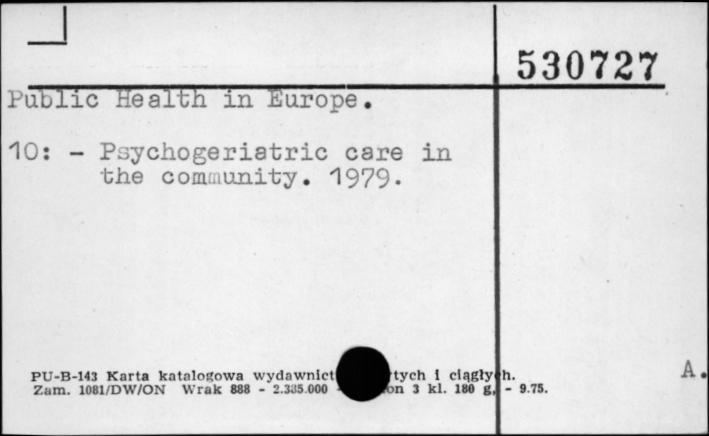 530727
Public Health in Europe.
10: - Psychogeriatric care in
the community. 1979.
PU-B-143 Karta katalogowa wydawnict tych i ciągłych.
Zam. 1081/DW/ON Wrak 888 - 2.335.000 - on 3 kl. 180 g, - 9.75.
A.